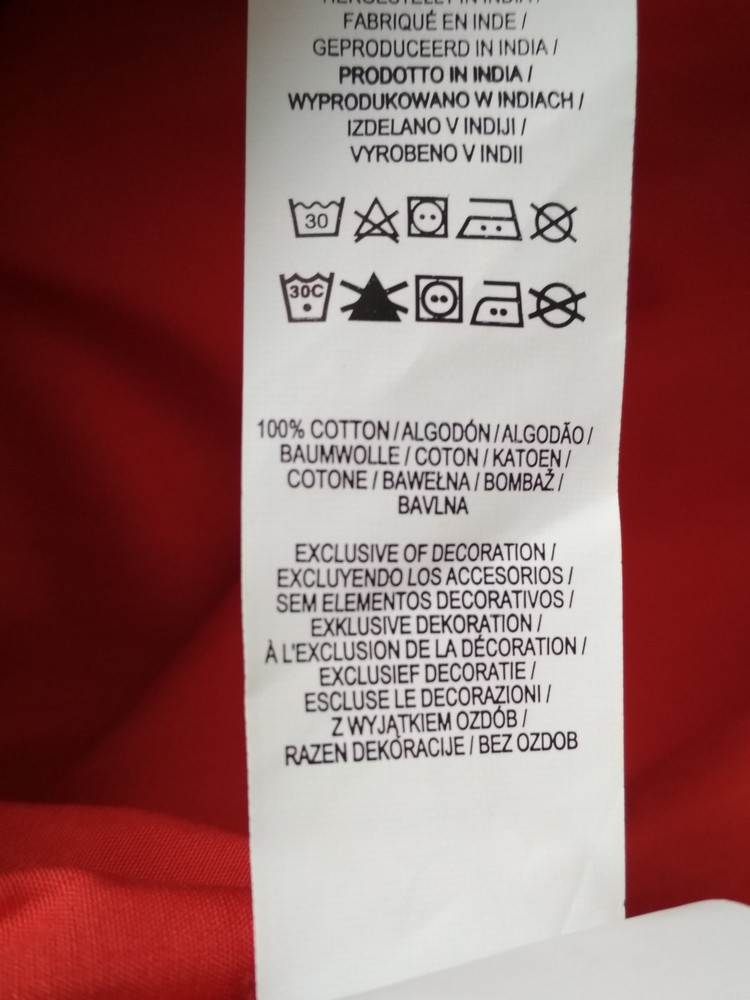 FABRIQUÉ EN INDE /
GEPRODUCEERD IN INDIA /
PRODOTTO IN INDIA /
WYPRODUKOWANO W INDIACH /
IZDELANO V INDIJI /
VYROBENO V INDII
30
30C
100% COTTON / ALGODÓN / ALGODÃO /
BAUMWOLLE / COTON / KATOEN /
COTONE / BAWEŁNA / BOMBAŽ /
BAVLNA
EXCLUSIVE OF DECORATION /
EXCLUYENDO LOS ACCESORIOS /
SEM ELEMENTOS DECORATIVOS /
EXKLUSIVE DEKORATION /
À L'EXCLUSION DE LA DÉCORATION /
EXCLUSIEF DECORATIE /
ESCLUSE LE DECORAZIONI /
Z WYJĄTKIEM OZDÓB /
RAZEN DEKORACIJE / BEZ OZDOB